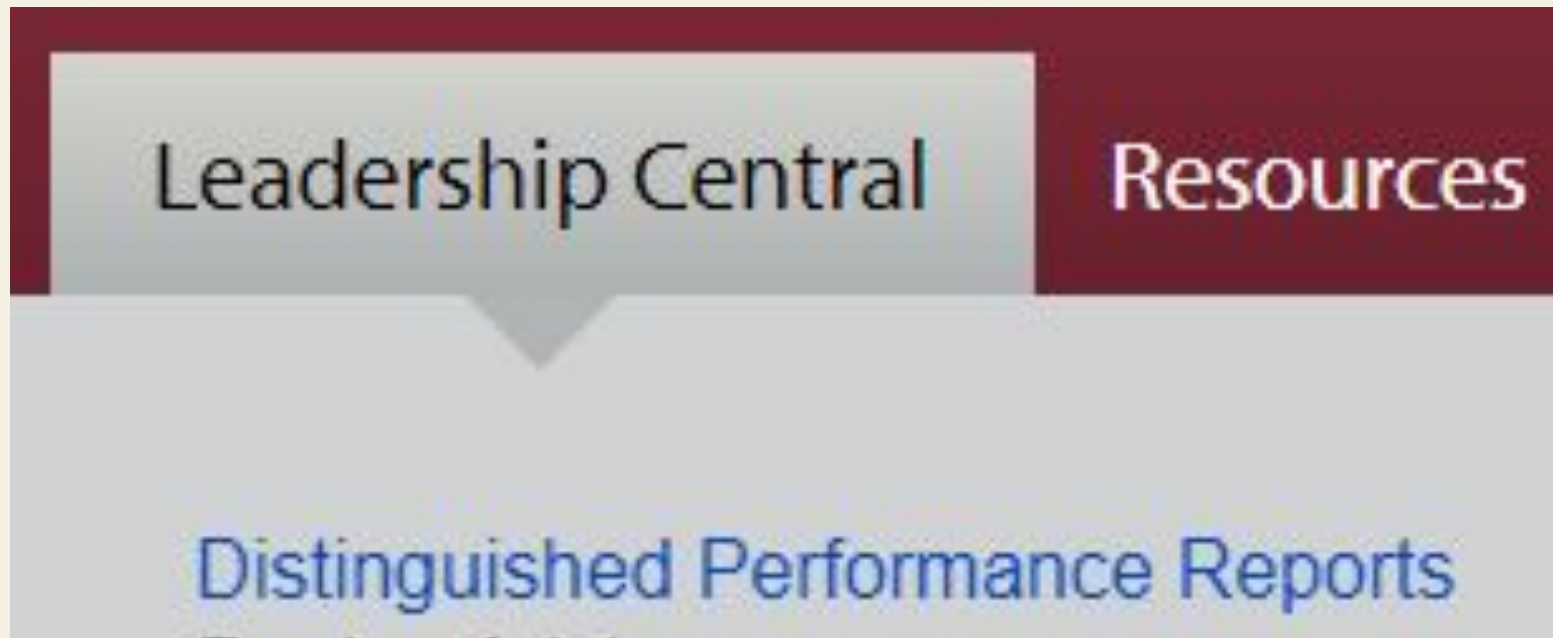 Leadership Central Resources
Distinguished Performance Reports